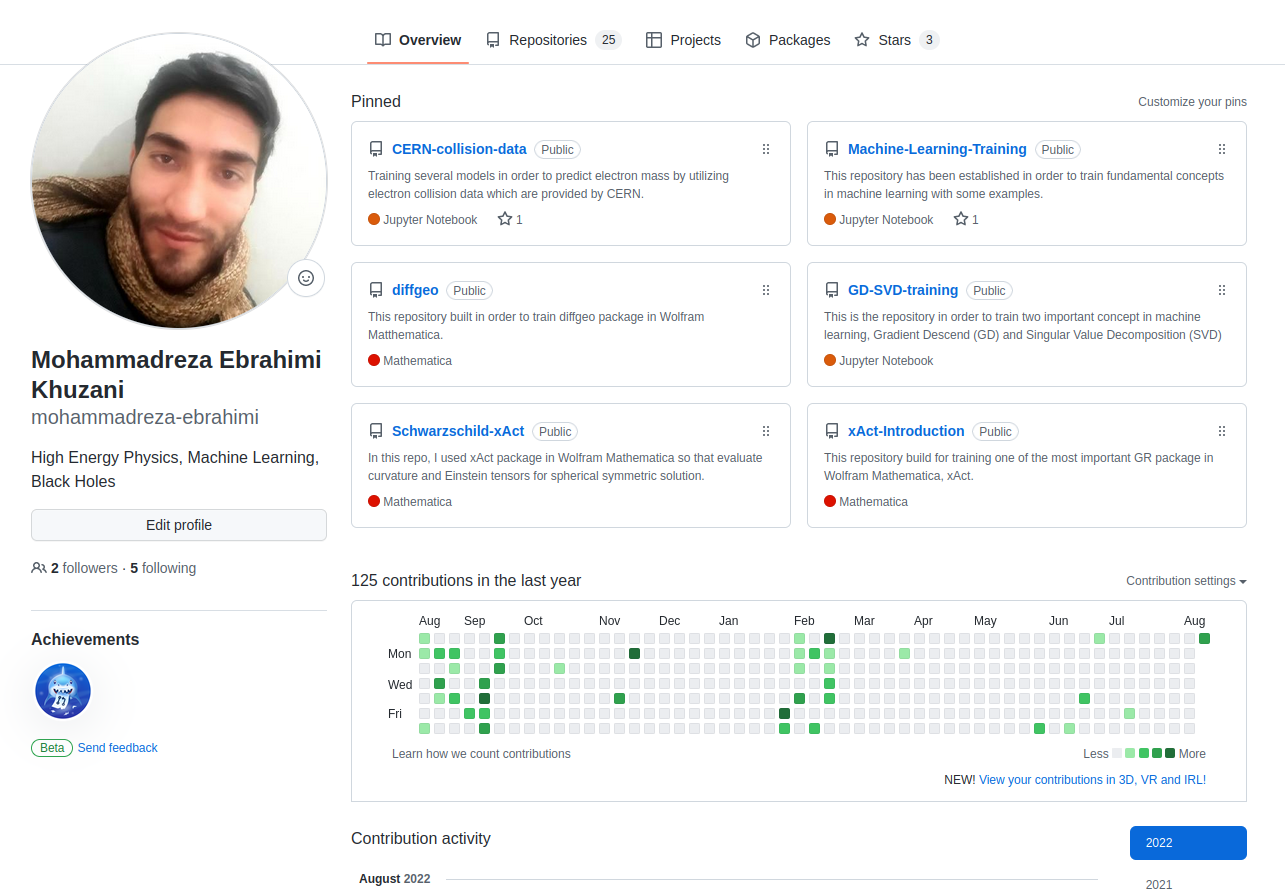 Overview
Repositories 25
Projects
Packages
Stars 3
Mohammadreza Ebrahimi
Khuzani
mohammadreza-ebrahimi
High Energy Physics, Machine Learning,
Black Holes
Edit profile
2 followers · 5 following
Achievements
Beta Send feedback
Pinned
Customize your pins
CERN-collision-data Public
Training several models in order to predict electron mass by utilizing
electron collision data which are provided by CERN.
Jupyter Notebook 1
Machine-Learning-Training Public
This repository has been established in order to train fundamental concepts
in machine learning with some examples.
Jupyter Notebook 1
diffgeo Public
This repository built in order to train diffgeo package in Wolfram
Matthematica.
Mathematica
GD-SVD-training Public
This is the repository in order to train two important concept in machine
learning, Gradient Descend (GD) and Singular Value Decomposition (SVD)
Jupyter Notebook
Schwarzschild-xAct Public
In this repo, I used xAct package in Wolfram Mathematica so that evaluate
curvature and Einstein tensors for spherical symmetric solution.
Mathematica
xAct-Introduction Public
This repository build for training one of the most important GR package in
Wolfram Mathematica, xAct.
Mathematica
125 contributions in the last year
Contribution settings
Aug Sep Oct Nov Dec Jan Feb Mar Apr May Jun Jul Aug
Mon
Wed
Fri
Learn how we count contributions
Less More
NEW! View your contributions in 3D, VR and IRL!
Contribution activity
2022
2021
August 2022